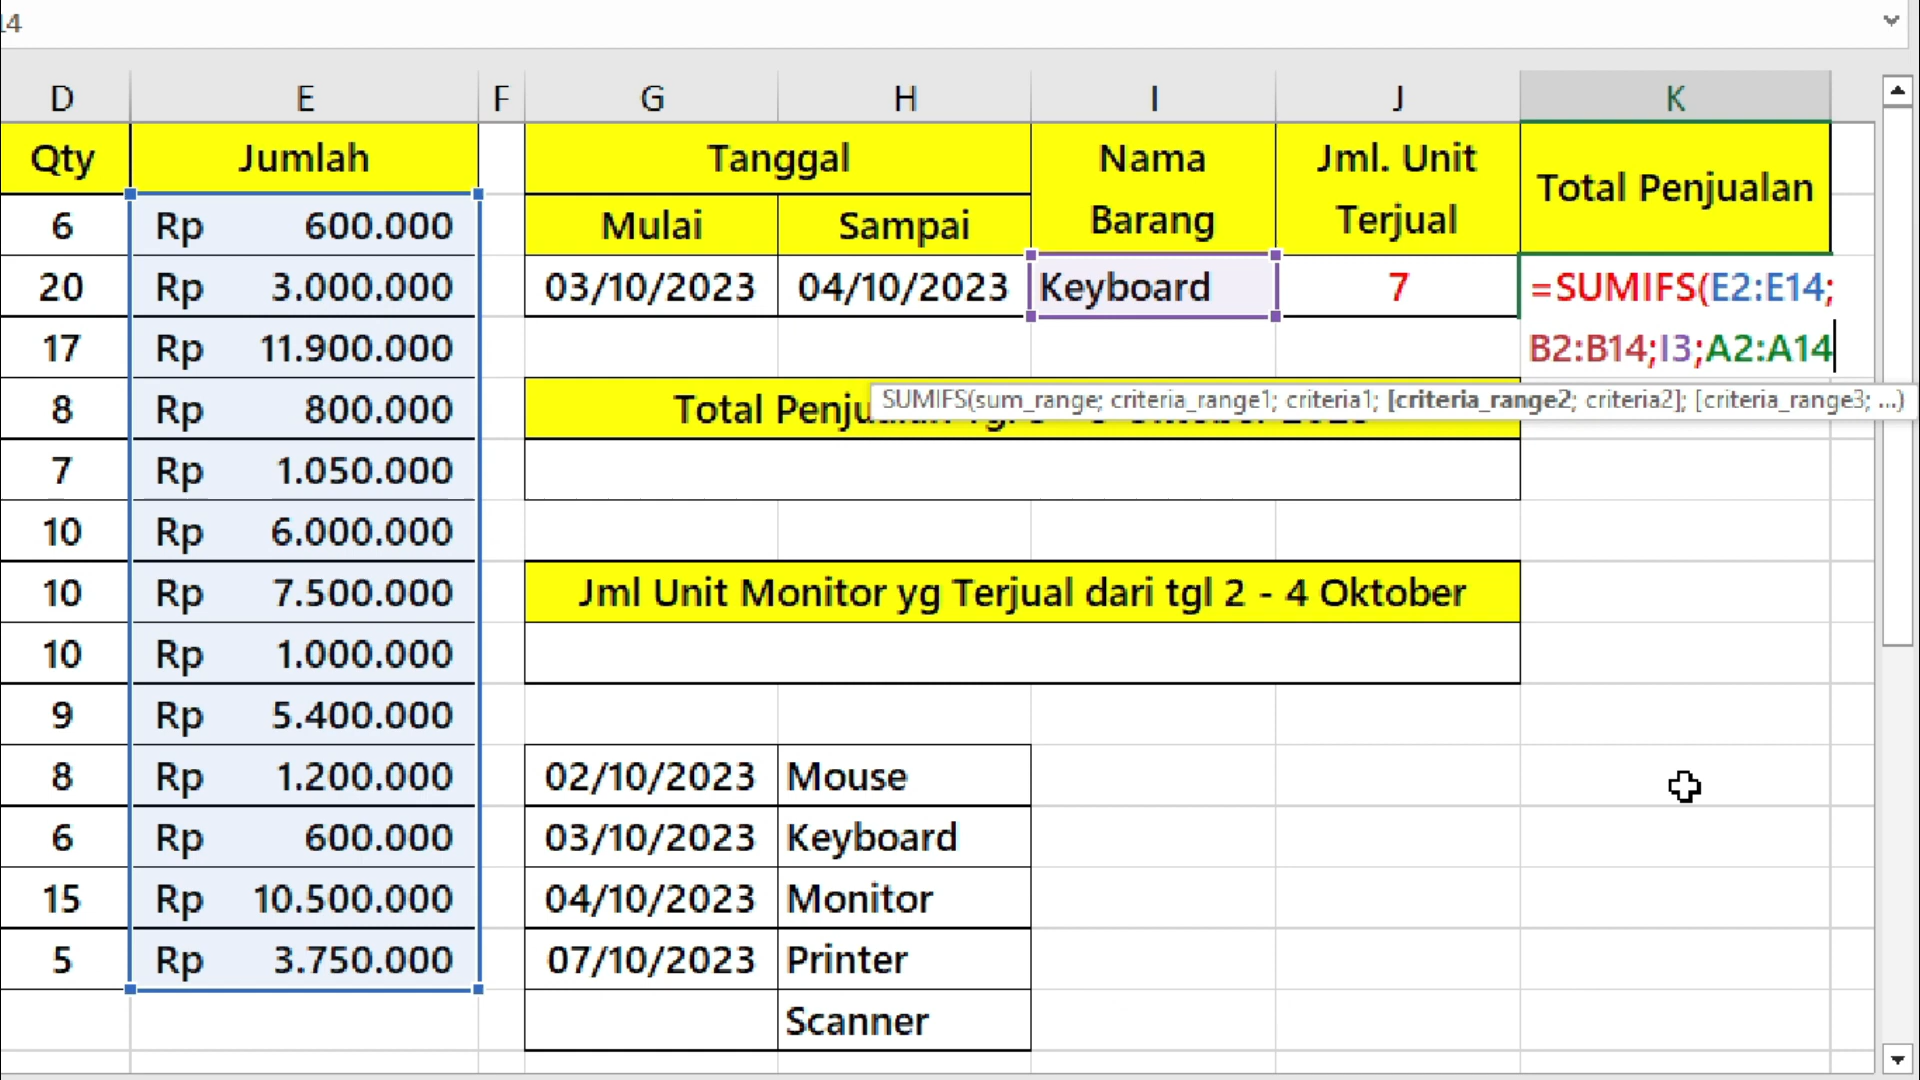 14
D E F G H I J K
Qty Jumlah Tanggal Nama Barang Jml. Unit Terjual Total Penjualan
6 Rp 600.000 Mulai Sampai
20 Rp 3.000.000 03/10/2023 04/10/2023 Keyboard 7 =SUMIFS(E2:E14;
17 Rp 11.900.000 B2:B14;I3;A2:A14
SUMIFS(sum_range; criteria_range1; criteria1; [criteria_range2; criteria2]; [criteria_range3; ...)
8 Rp 800.000 Total
7 Rp 1.050.000
10 Rp 6.000.000
10 Rp 7.500.000 Jml Unit Monitor yg Terjual dari tgl 2 - 4 Oktober
10 Rp 1.000.000
9 Rp 5.400.000
8 Rp 1.200.000 02/10/2023 Mouse
6 Rp 600.000 03/10/2023 Keyboard
15 Rp 10.500.000 04/10/2023 Monitor
5 Rp 3.750.000 07/10/2023 Printer
Scanner